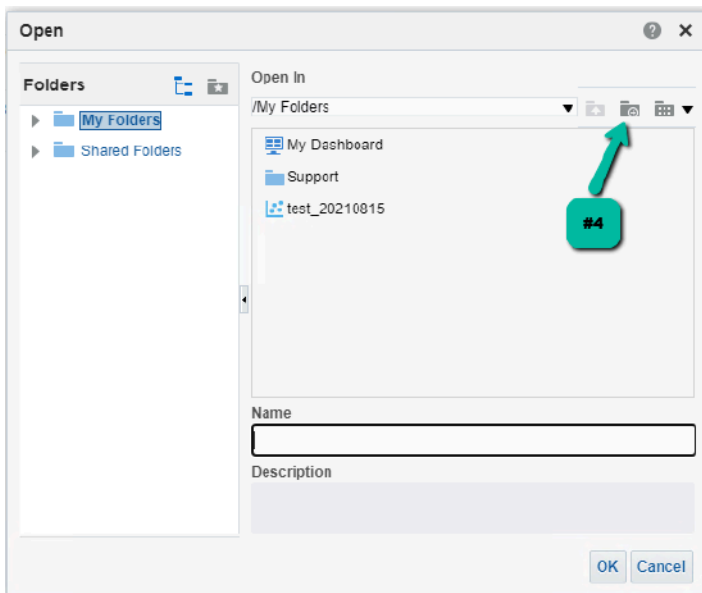 Open
Folders
My Folders
Shared Folders
Open In
/My Folders
My Dashboard
Support
test_20210815
#4
Name
Description
OK Cancel